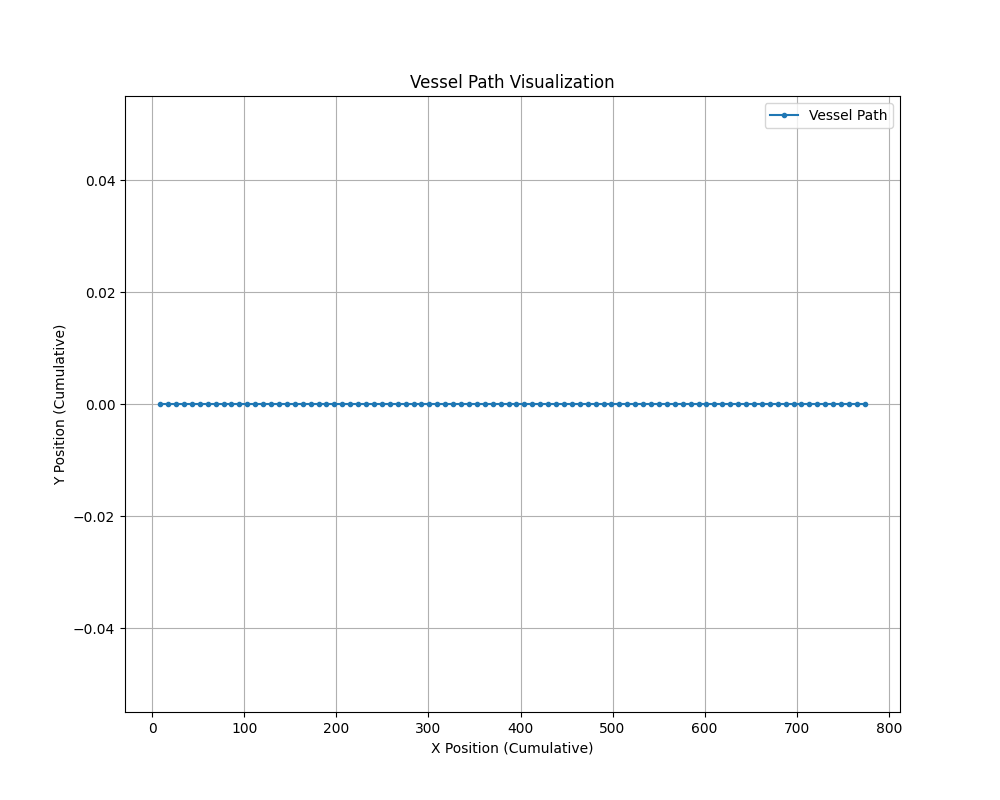 Vessel Path Visualization
Vessel Path
0.04
0.02
0.00
−0.02
−0.04
Y Position (Cumulative)
0 100 200 300 400 500 600 700 800
X Position (Cumulative)